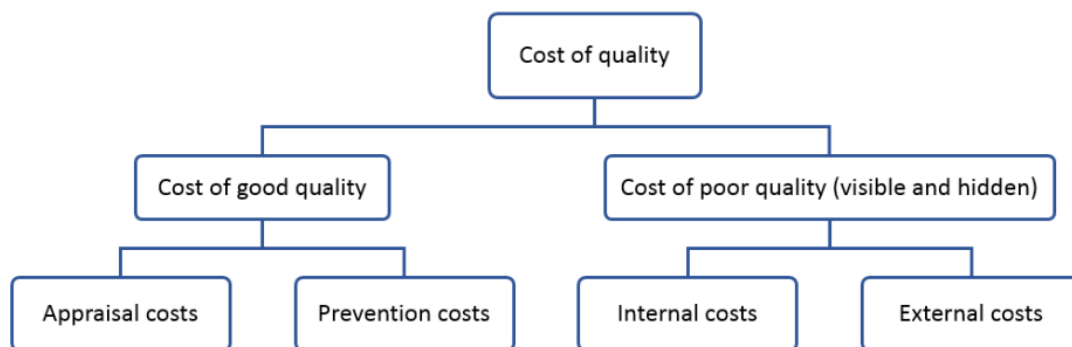 Cost of quality
Cost of good quality
Cost of poor quality (visible and hidden)
Appraisal costs
Prevention costs
Internal costs
External costs